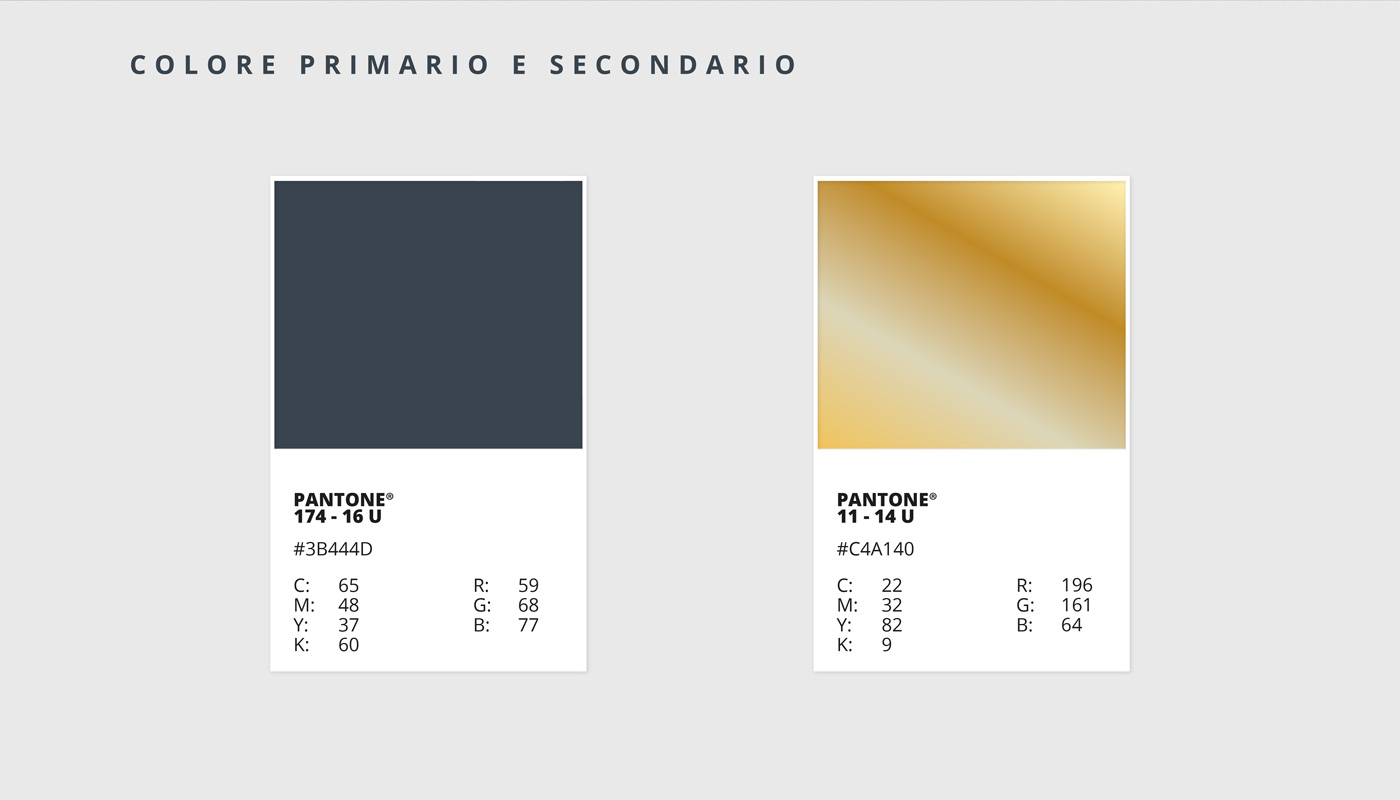 COLORE PRIMARIO E SECONDARIO
PANTONE®
174 - 16 U
#3B444D
C: 65 R: 59
M: 48 G: 68
Y: 37 B: 77
K: 60
PANTONE®
11 - 14 U
#C4A140
C: 22 R: 196
M: 32 G: 161
Y: 82 B: 64
K: 9